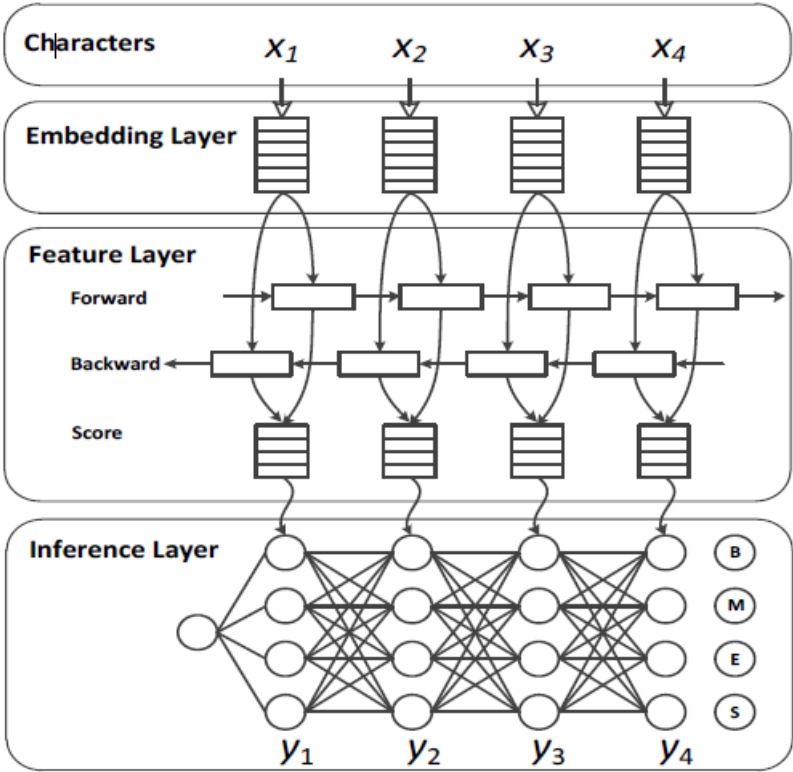 Characters x1 x2 x3 x4
Embedding Layer
Feature Layer
Forward
Backward
Score
Inference Layer
B
M
E
S
y1 y2 y3 y4